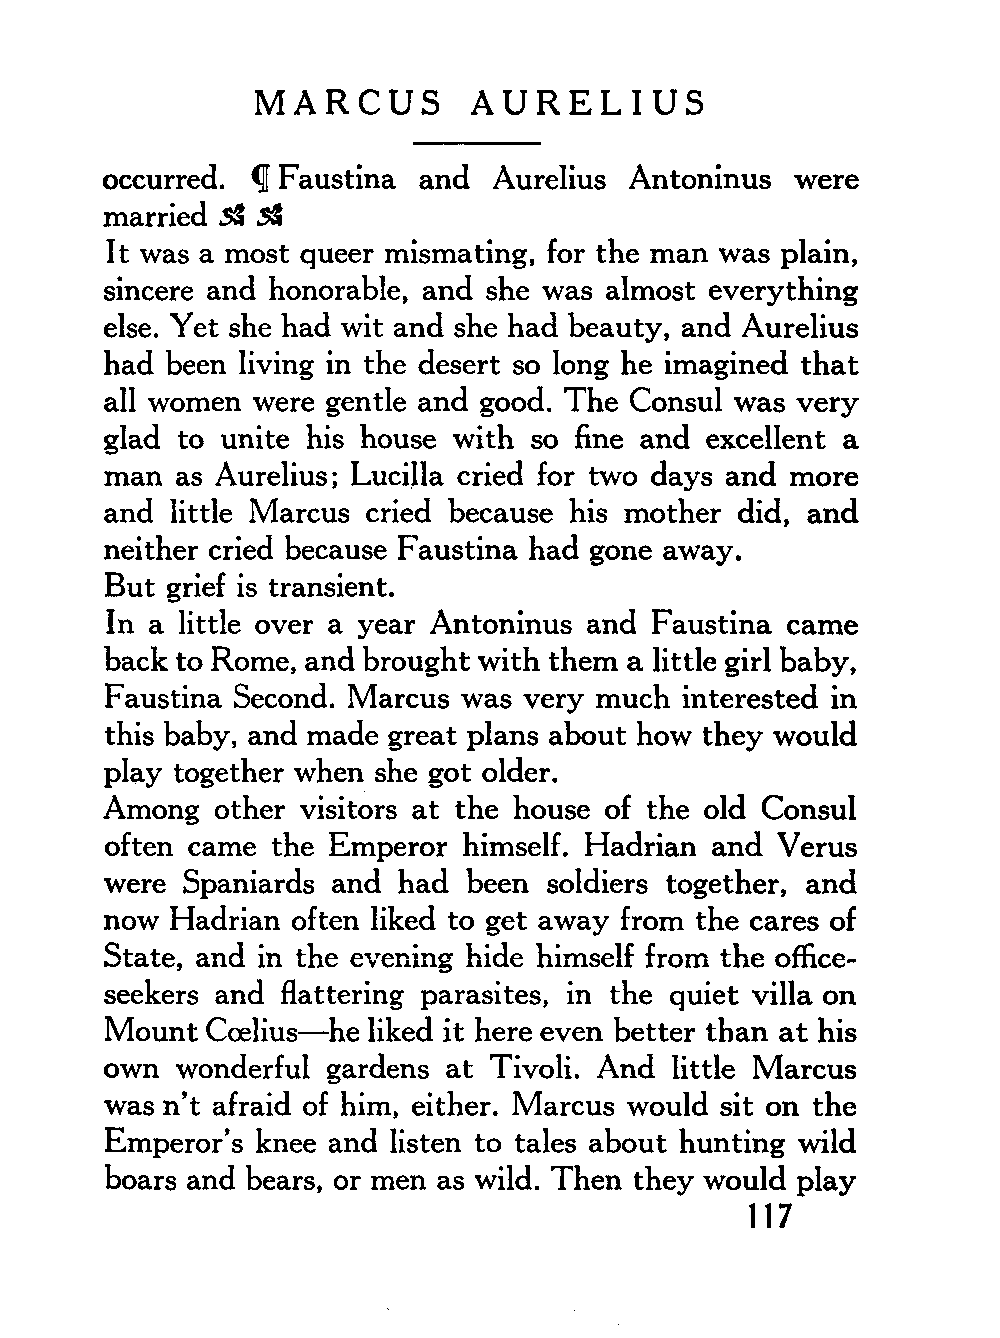 MARCUS AURELIUS
occurred. ¶ Faustina and Aurelius Antoninus were
married
It was a most queer mismating, for the man was plain,
sincere and honorable, and she was almost everything
else. Yet she had wit and she had beauty, and Aurelius
had been living in the desert so long he imagined that
all women were gentle and good. The Consul was very
glad to unite his house with so fine and excellent a
man as Aurelius; Lucilla cried for two days and more
and little Marcus cried because his mother did, and
neither cried because Faustina had gone away.
But grief is transient.
In a little over a year Antoninus and Faustina came
back to Rome, and brought with them a little girl baby,
Faustina Second. Marcus was very much interested in
this baby, and made great plans about how they would
play together when she got older.
Among other visitors at the house of the old Consul
often came the Emperor himself. Hadrian and Verus
were Spaniards and had been soldiers together, and
now Hadrian often liked to get away from the cares of
State, and in the evening hide himself from the office-
seekers and flattering parasites, in the quiet villa on
Mount Cœlius—he liked it here even better than at his
own wonderful gardens at Tivoli. And little Marcus
was n't afraid of him, either. Marcus would sit on the
Emperor's knee and listen to tales about hunting wild
boars and bears, or men as wild. Then they would play
117